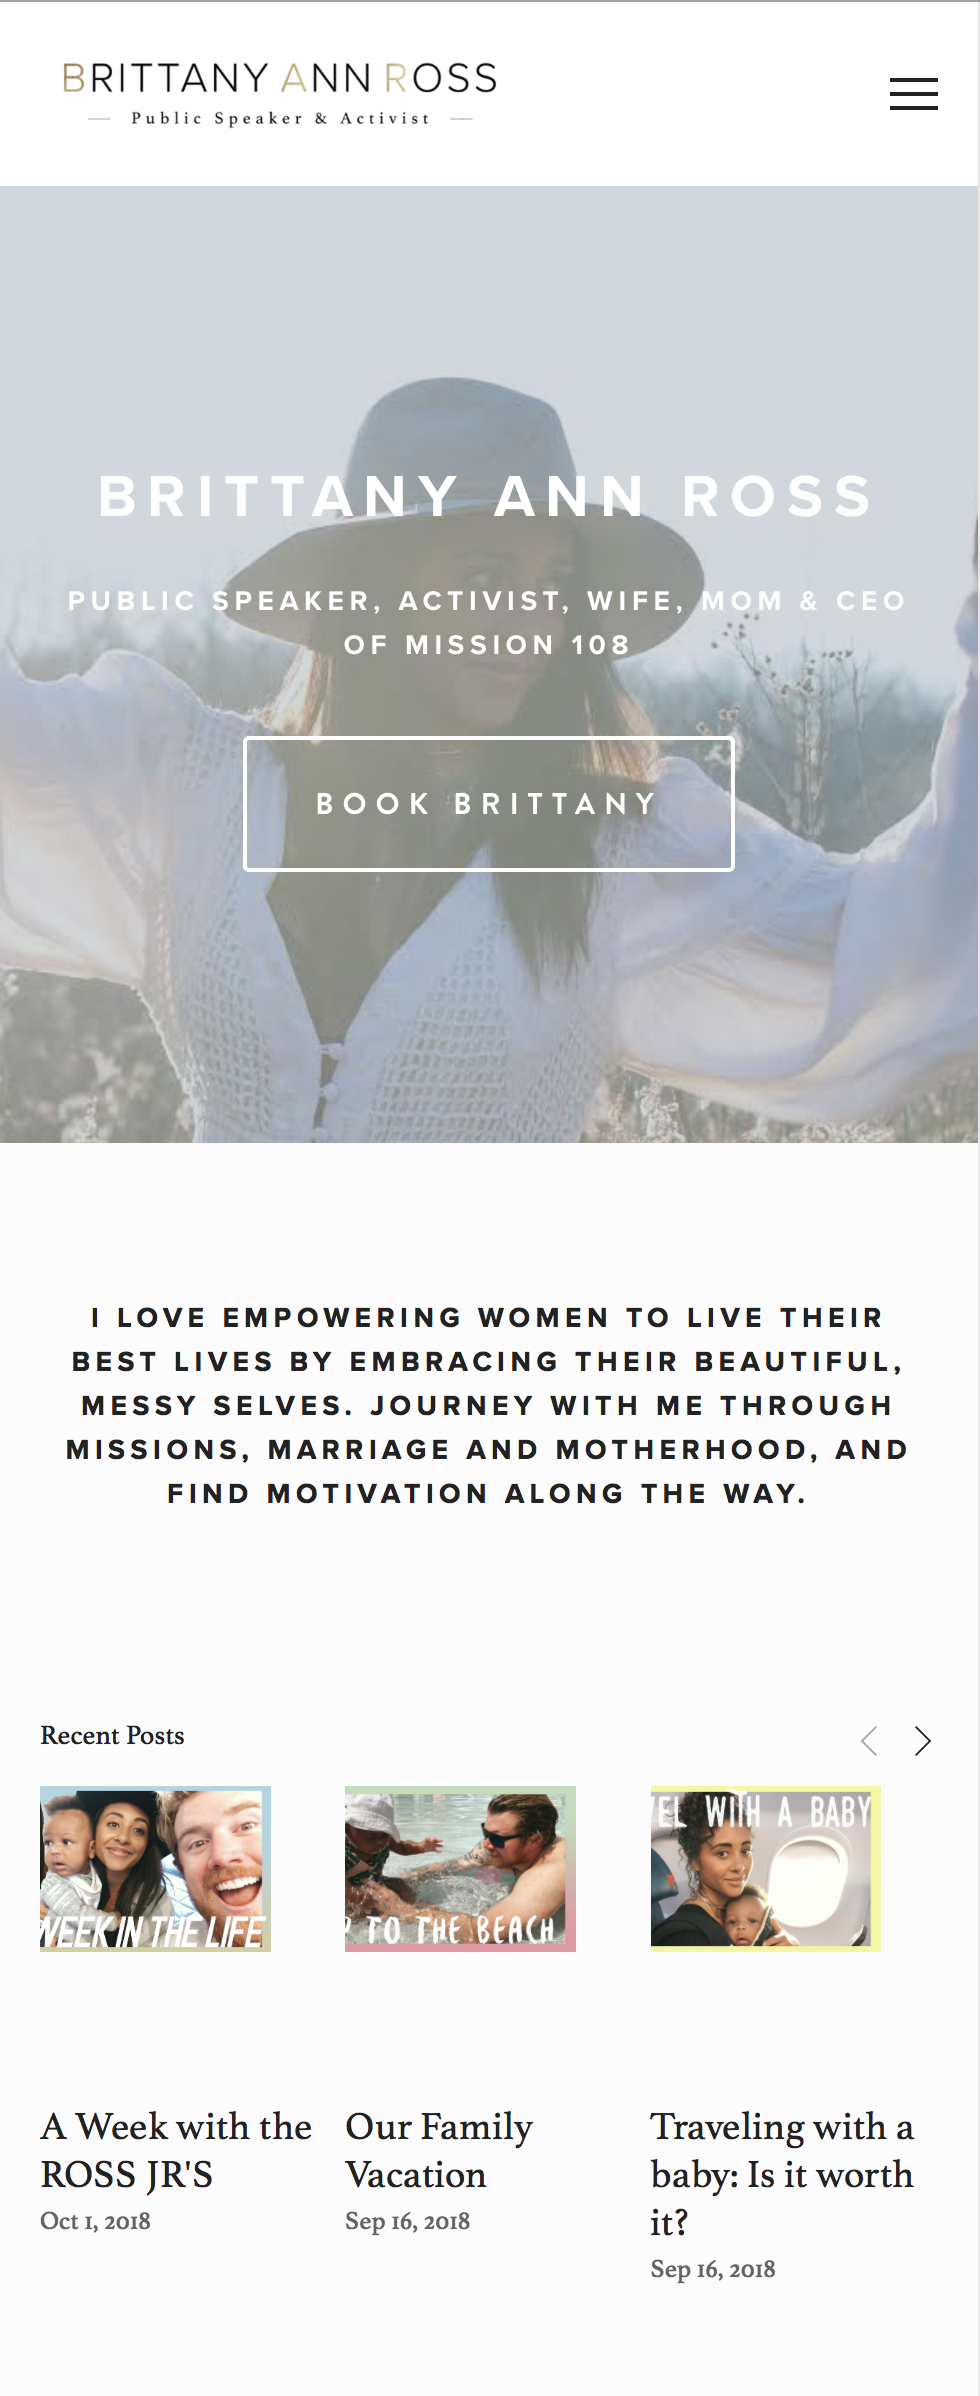 BRITTANY ANN ROSS
Public Speaker & Activist
BRITTANY ANN ROSS
PUBLIC SPEAKER, ACTIVIST, WIFE, MOM & CEO
OF MISSION 108
BOOK BRITTANY
I LOVE EMPOWERING WOMEN TO LIVE THEIR
BEST LIVES BY EMBRACING THEIR BEAUTIFUL,
MESSY SELVES. JOURNEY WITH ME THROUGH
MISSIONS, MARRIAGE AND MOTHERHOOD, AND
FIND MOTIVATION ALONG THE WAY.
Recent Posts
WEEK IN THE LIFE
TO THE BEACH
WITH A BABY
A Week with the
ROSS JR'S
Oct 1, 2018
Our Family
Vacation
Sep 16, 2018
Traveling with a
baby: Is it worth
it?
Sep 16, 2018